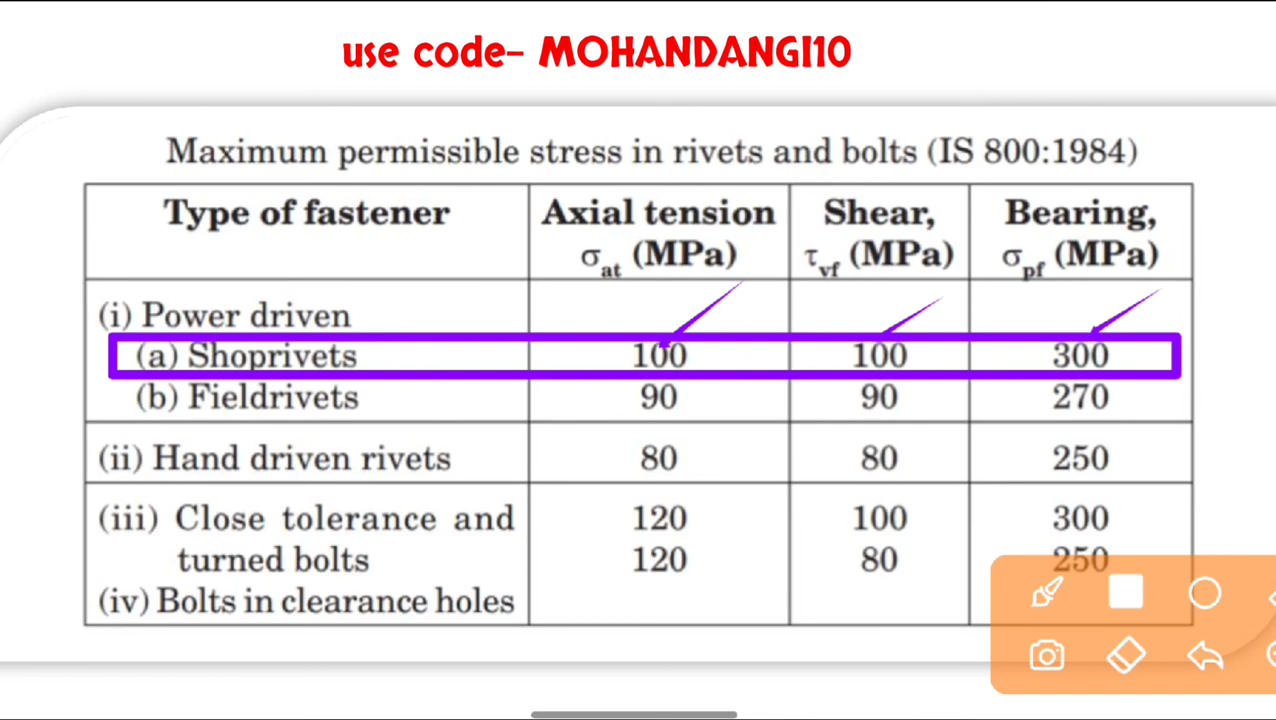 use code- MOHANDANGI10
Maximum permissible stress in rivets and bolts (IS 800:1984)
Type of fastener Axial tension Shear, Bearing,
σat (MPa) τvf (MPa) σpf (MPa)
(i) Power driven
(a) Shoprivets 100 100 300
(b) Fieldrivets 90 90 270
(ii) Hand driven rivets 80 80 250
(iii) Close tolerance and 120 100 300
turned bolts 120 80 250
(iv) Bolts in clearance holes